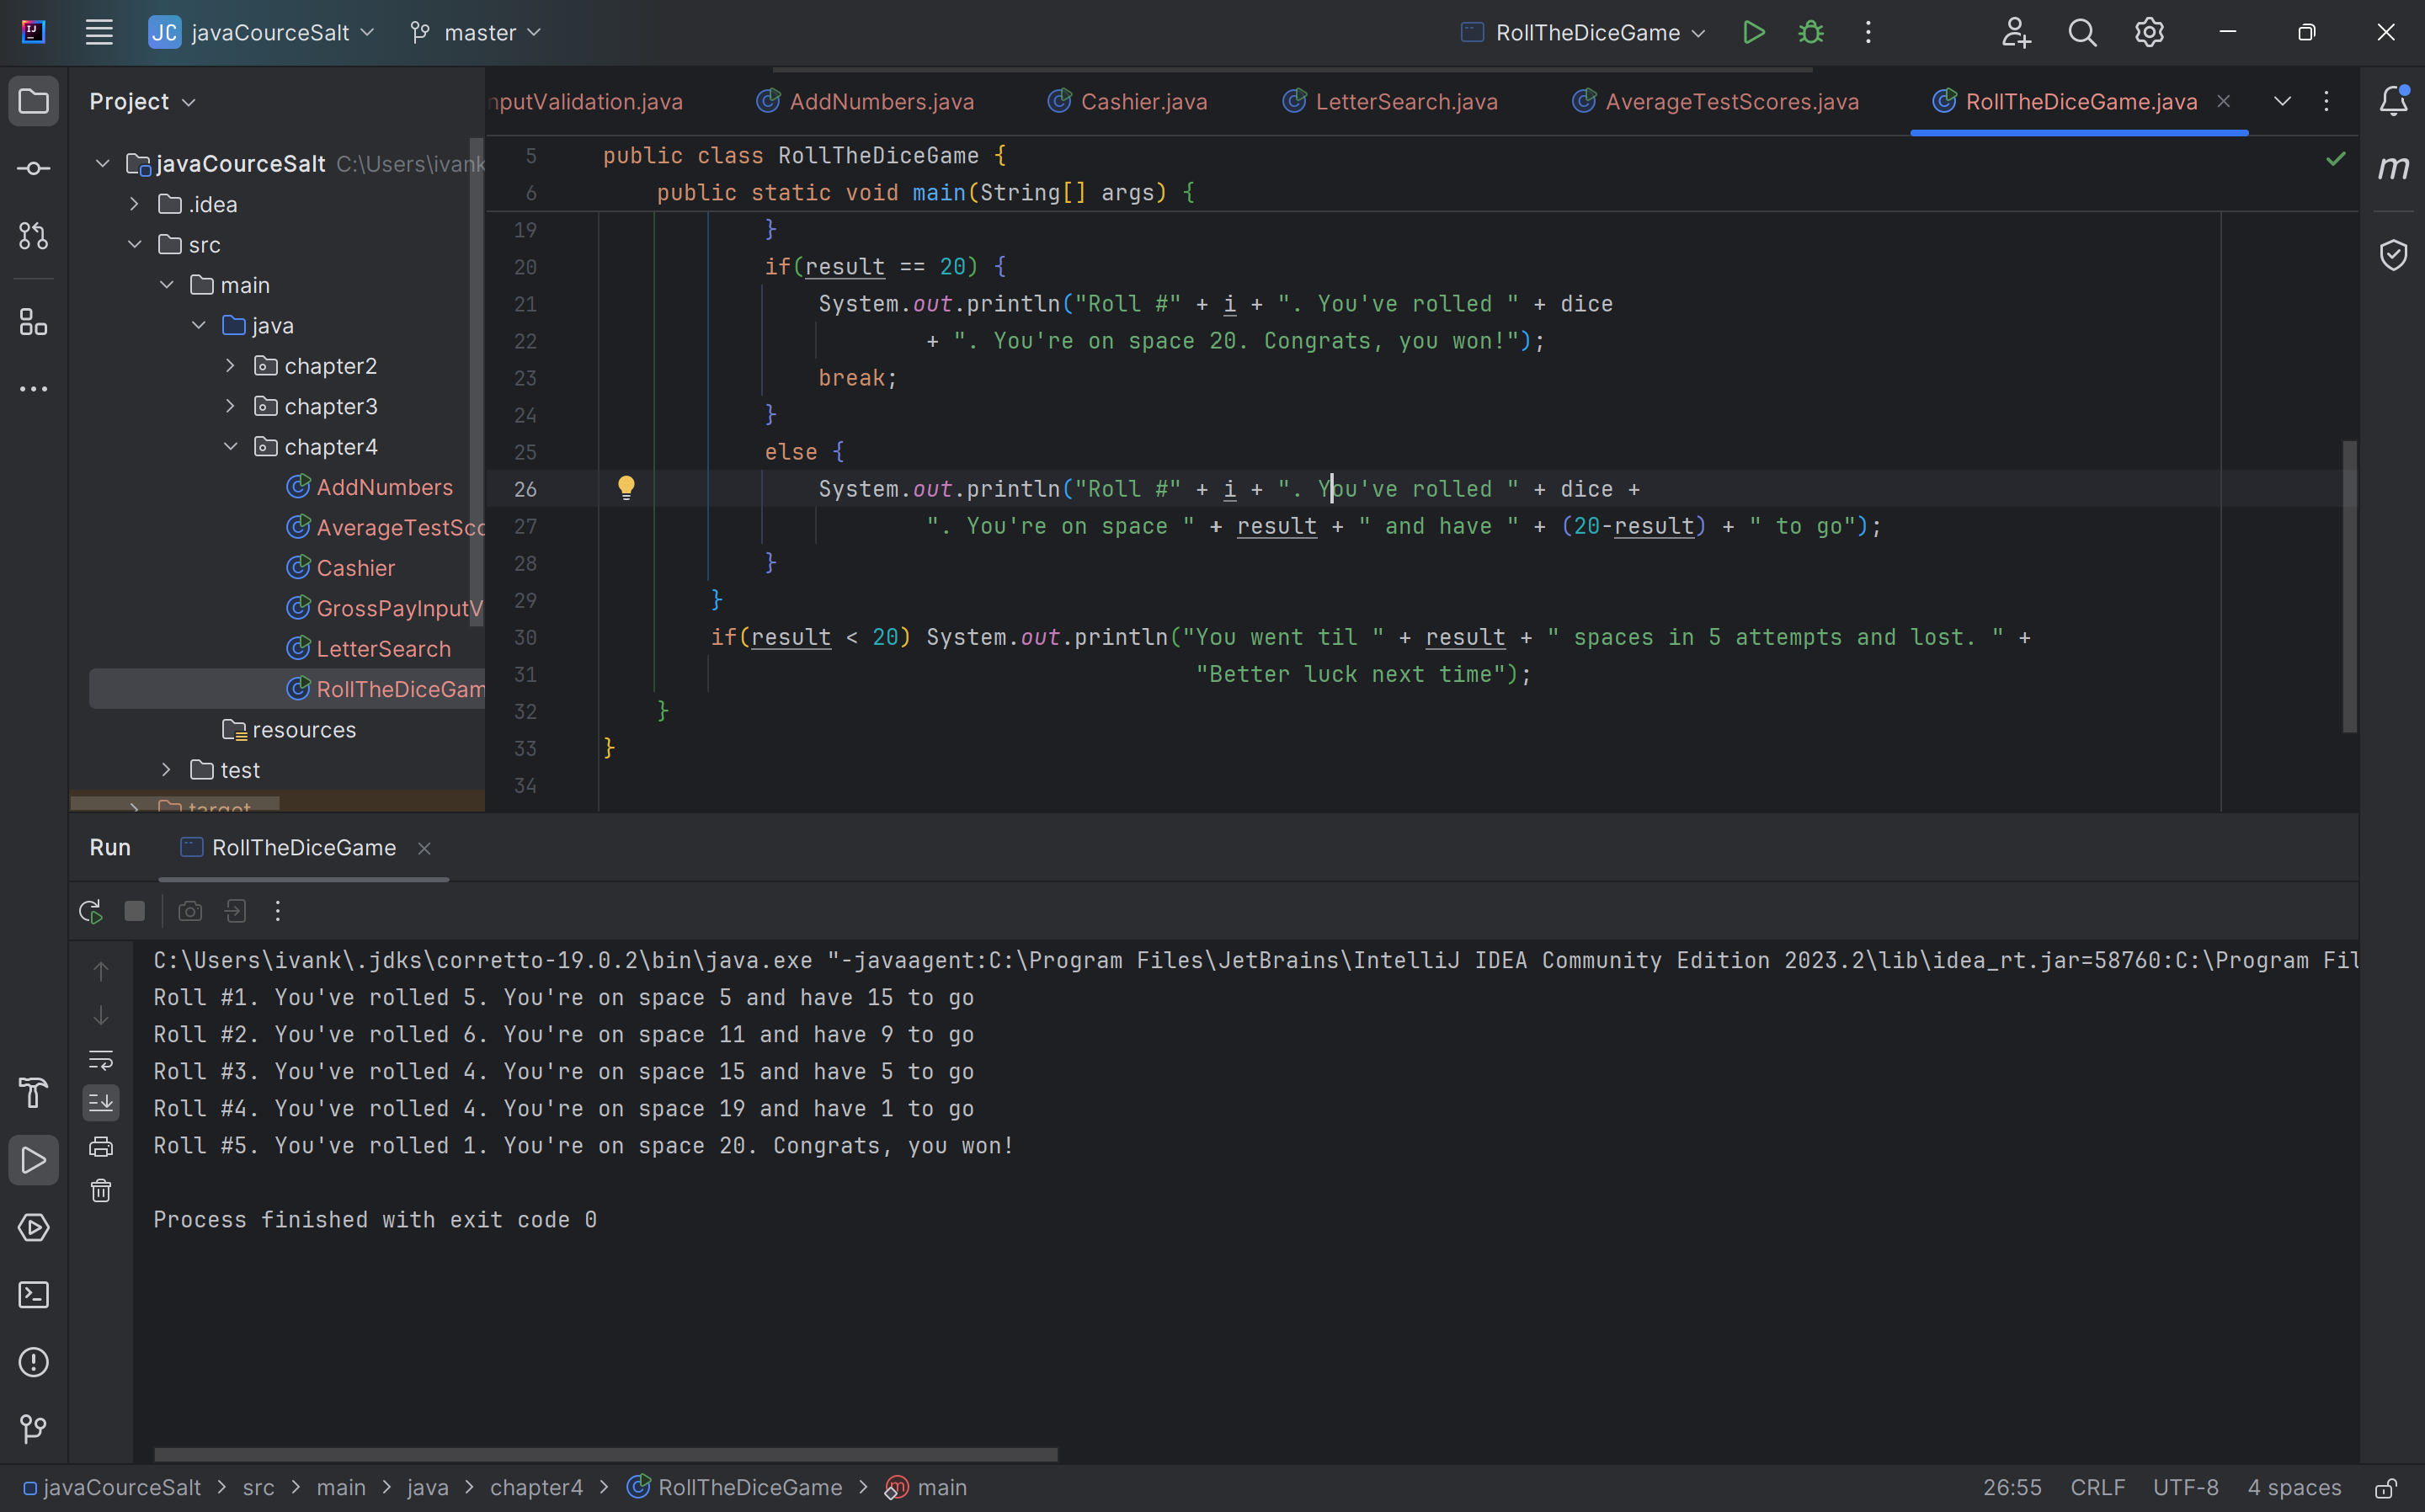 JC javaCourceSalt master RollTheDiceGame
Project
nputValidation.java AddNumbers.java Cashier.java LetterSearch.java AverageTestScores.java RollTheDiceGame.java
javaCourceSalt C:\Users\ivank
.idea
src
main
java
chapter2
chapter3
chapter4
AddNumbers
AverageTestSco
Cashier
GrossPayInputV
LetterSearch
RollTheDiceGam
resources
test
target
5 public class RollTheDiceGame {
6 public static void main(String[] args) {
19 }
20 if(result == 20) {
21 System.out.println("Roll #" + i + ". You've rolled " + dice
22 + ". You're on space 20. Congrats, you won!");
23 break;
24 }
25 else {
26 System.out.println("Roll #" + i + ". You've rolled " + dice +
27 ". You're on space " + result + " and have " + (20-result) + " to go");
28 }
29 }
30 if(result < 20) System.out.println("You went til " + result + " spaces in 5 attempts and lost. " +
31 "Better luck next time");
32 }
33 }
34
m
Run RollTheDiceGame
C:\Users\ivank\.jdks\corretto-19.0.2\bin\java.exe "-javaagent:C:\Program Files\JetBrains\IntelliJ IDEA Community Edition 2023.2\lib\idea_rt.jar=58760:C:\Program Fil
Roll #1. You've rolled 5. You're on space 5 and have 15 to go
Roll #2. You've rolled 6. You're on space 11 and have 9 to go
Roll #3. You've rolled 4. You're on space 15 and have 5 to go
Roll #4. You've rolled 4. You're on space 19 and have 1 to go
Roll #5. You've rolled 1. You're on space 20. Congrats, you won!
Process finished with exit code 0
javaCourceSalt > src > main > java > chapter4 > RollTheDiceGame > main 26:55 CRLF UTF-8 4 spaces